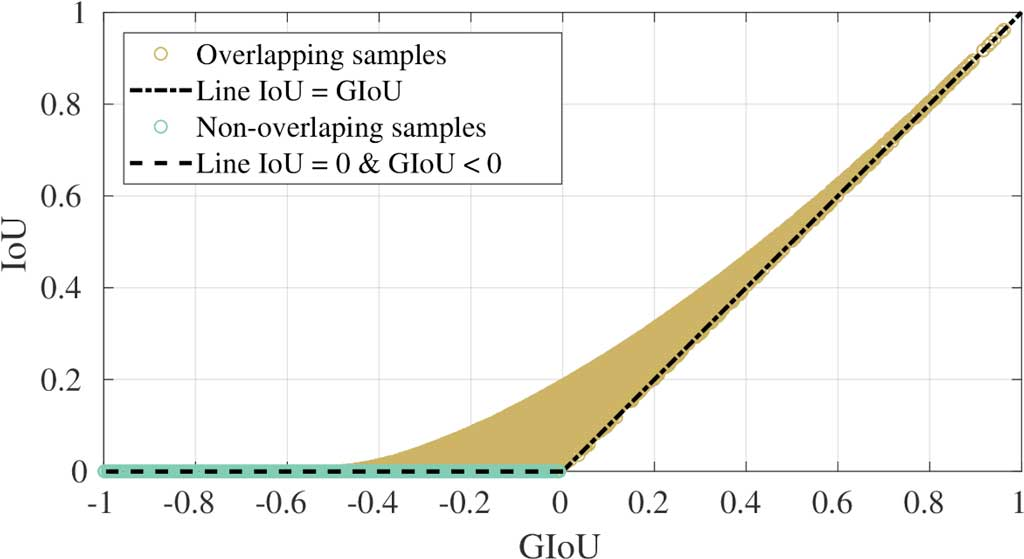 1
0.8
0.6
0.4
0.2
0
IoU
Overlapping samples
Line IoU = GIoU
Non-overlaping samples
Line IoU = 0 & GIoU < 0
-1 -0.8 -0.6 -0.4 -0.2 0 0.2 0.4 0.6 0.8 1
GIoU